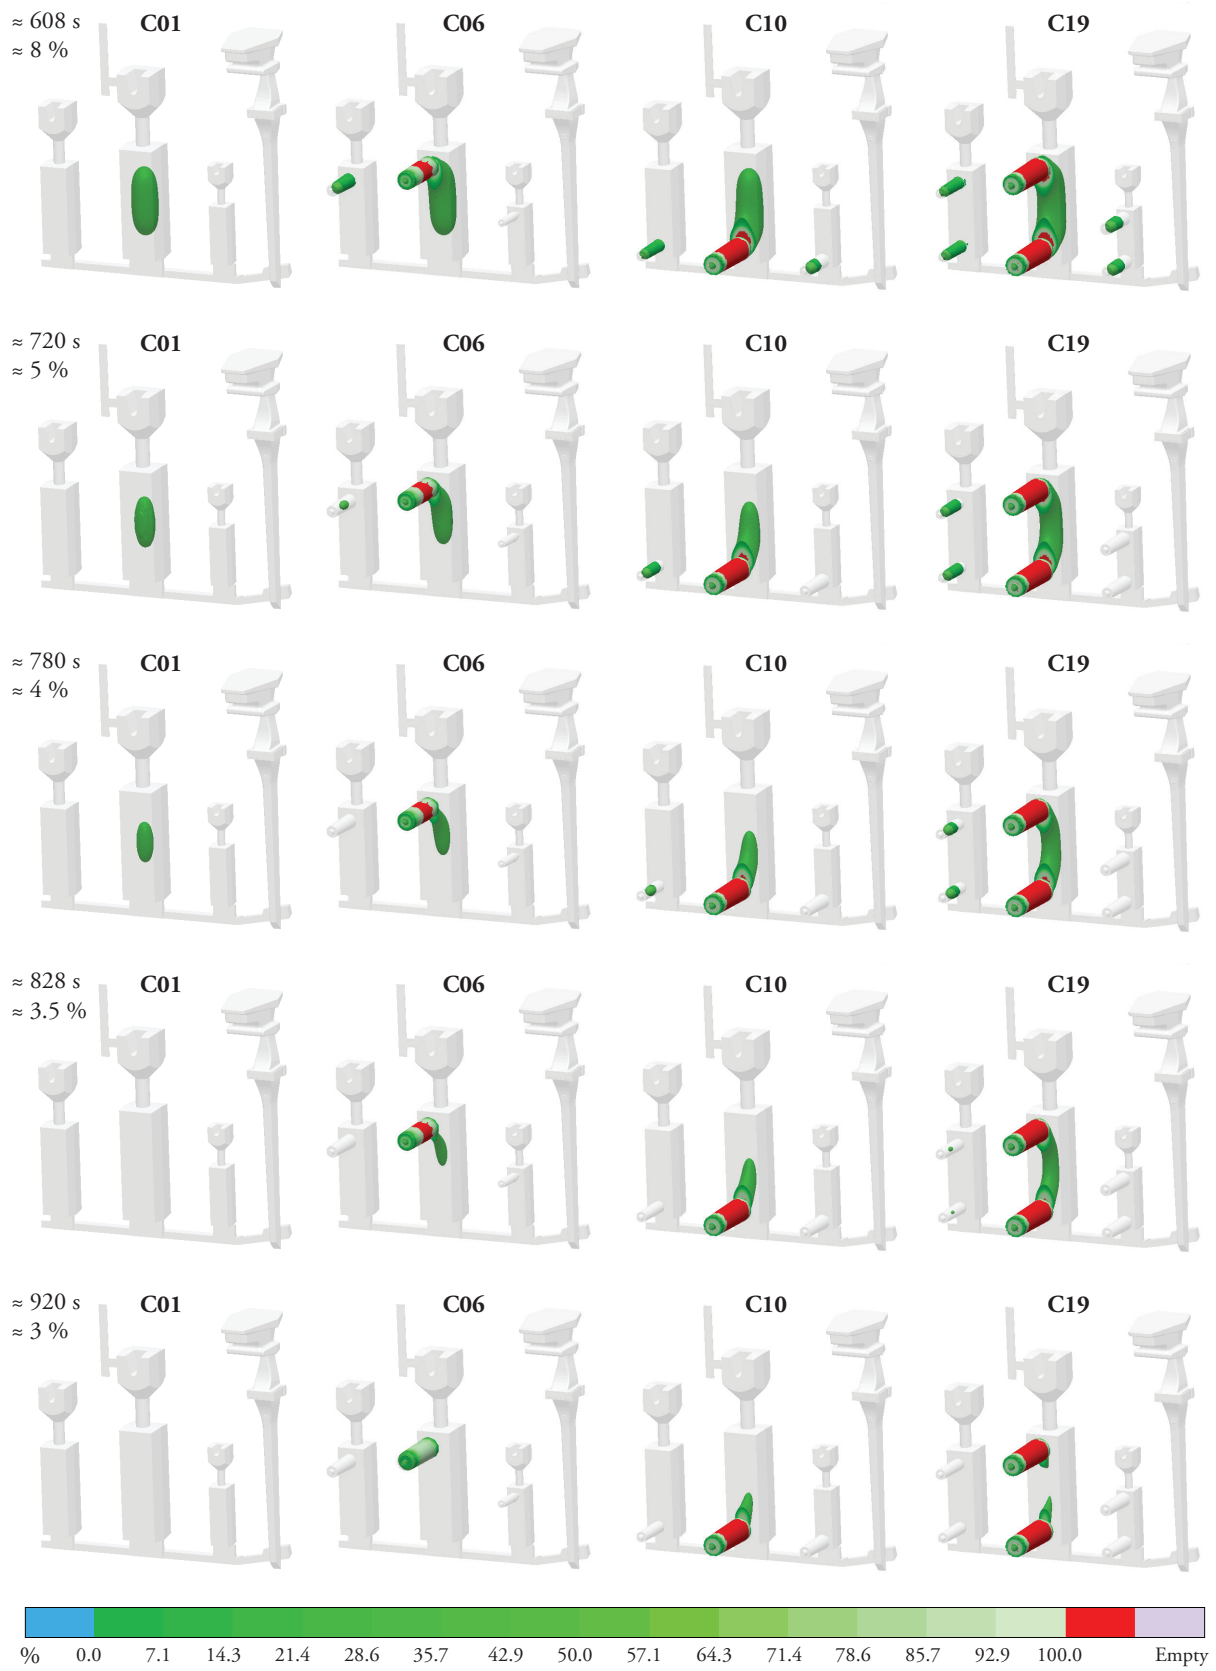 ≈ 608 s
≈ 8 %
C01 C06 C10 C19
≈ 720 s
≈ 5 %
C01 C06 C10 C19
≈ 780 s
≈ 4 %
C01 C06 C10 C19
≈ 828 s
≈ 3.5 %
C01 C06 C10 C19
≈ 920 s
≈ 3 %
C01 C06 C10 C19
% 0.0 7.1 14.3 21.4 28.6 35.7 42.9 50.0 57.1 64.3 71.4 78.6 85.7 92.9 100.0 Empty